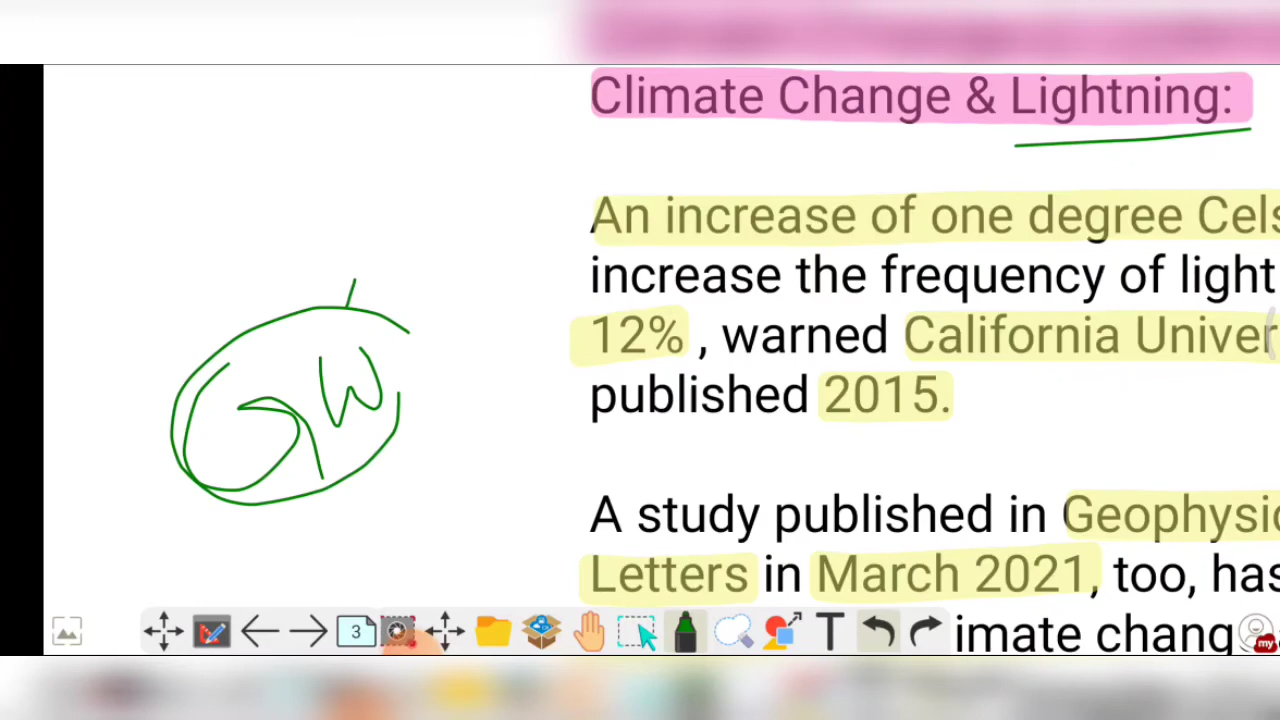 Climate Change & Lightning:
An increase of one degree Cels
increase the frequency of light
12% , warned California Univer
published 2015.
GW
A study published in Geophysic
Letters in March 2021, too, has
imate chang
3
T
my